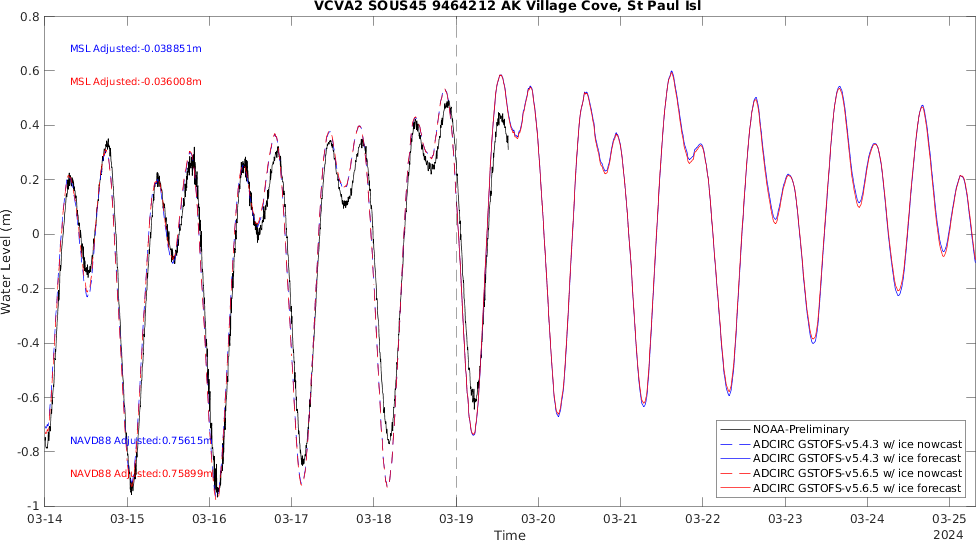 VCVA2 SOUS45 9464212 AK Village Cove, St Paul Isl
0.8
0.6
0.4
0.2
0
-0.2
-0.4
-0.6
-0.8
-1
Water Level (m)
MSL Adjusted:-0.038851m
MSL Adjusted:-0.036008m
NAVD88 Adjusted:0.75615m
NAVD88 Adjusted:0.75899m
NOAA-Preliminary
ADCIRC GSTOFS-v5.4.3 w/ ice nowcast
ADCIRC GSTOFS-v5.4.3 w/ ice forecast
ADCIRC GSTOFS-v5.6.5 w/ ice nowcast
ADCIRC GSTOFS-v5.6.5 w/ ice forecast
03-14 03-15 03-16 03-17 03-18 03-19 03-20 03-21 03-22 03-23 03-24 03-25
2024
Time